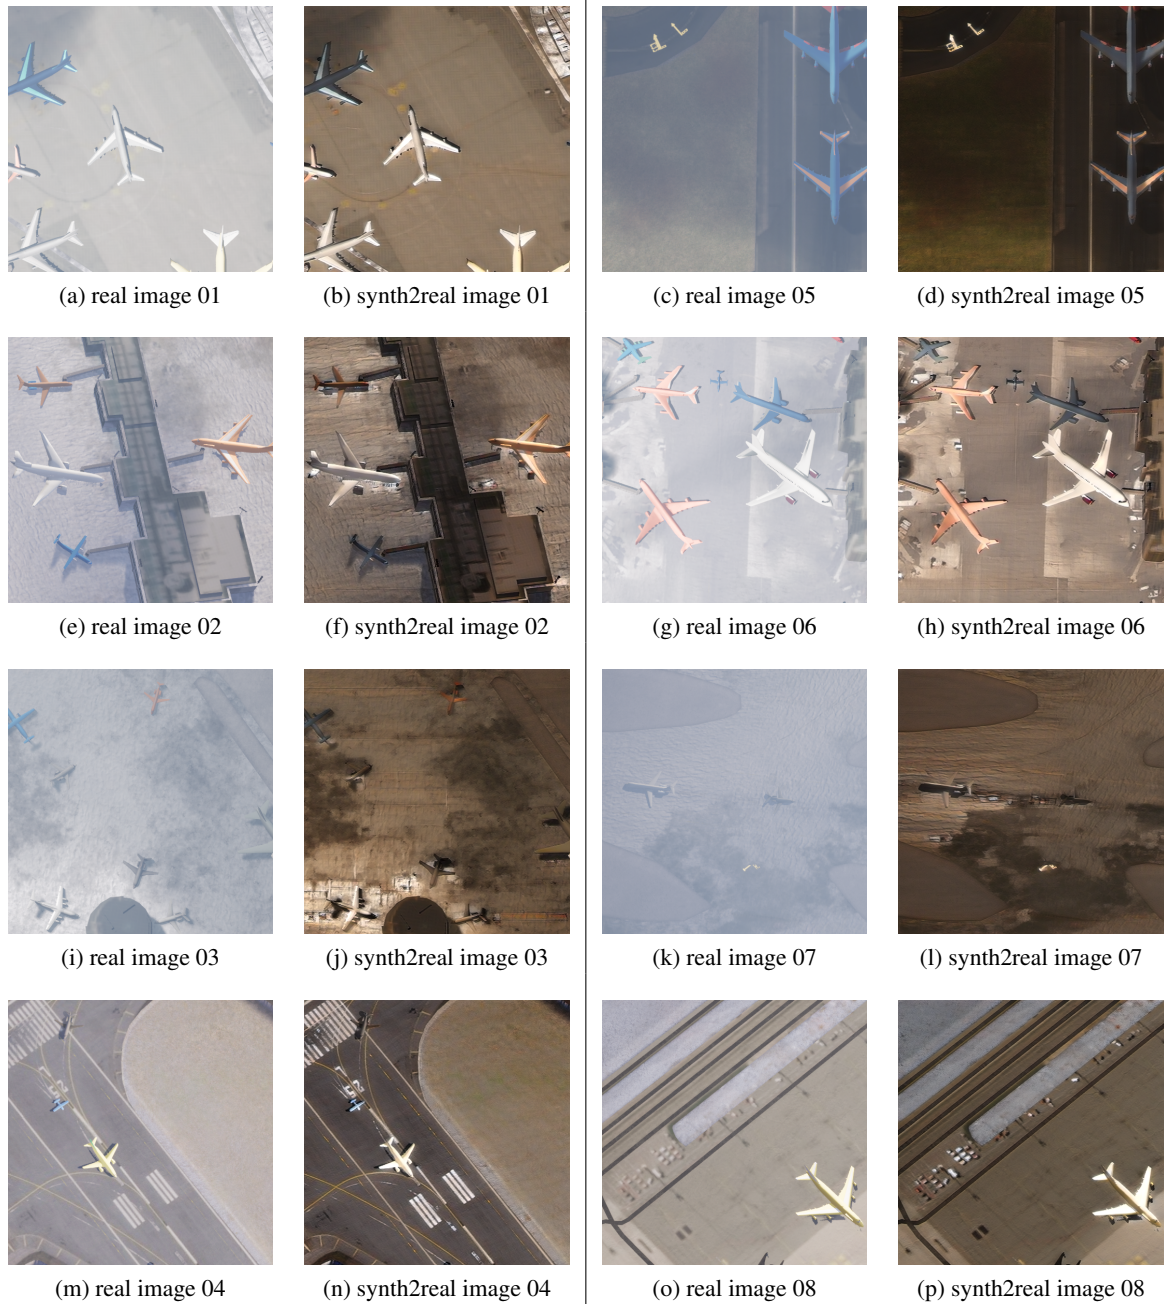 (a) real image 01
(b) synth2real image 01
(c) real image 05
(d) synth2real image 05
(e) real image 02
(f) synth2real image 02
(g) real image 06
(h) synth2real image 06
(i) real image 03
(j) synth2real image 03
(k) real image 07
(l) synth2real image 07
(m) real image 04
(n) synth2real image 04
(o) real image 08
(p) synth2real image 08